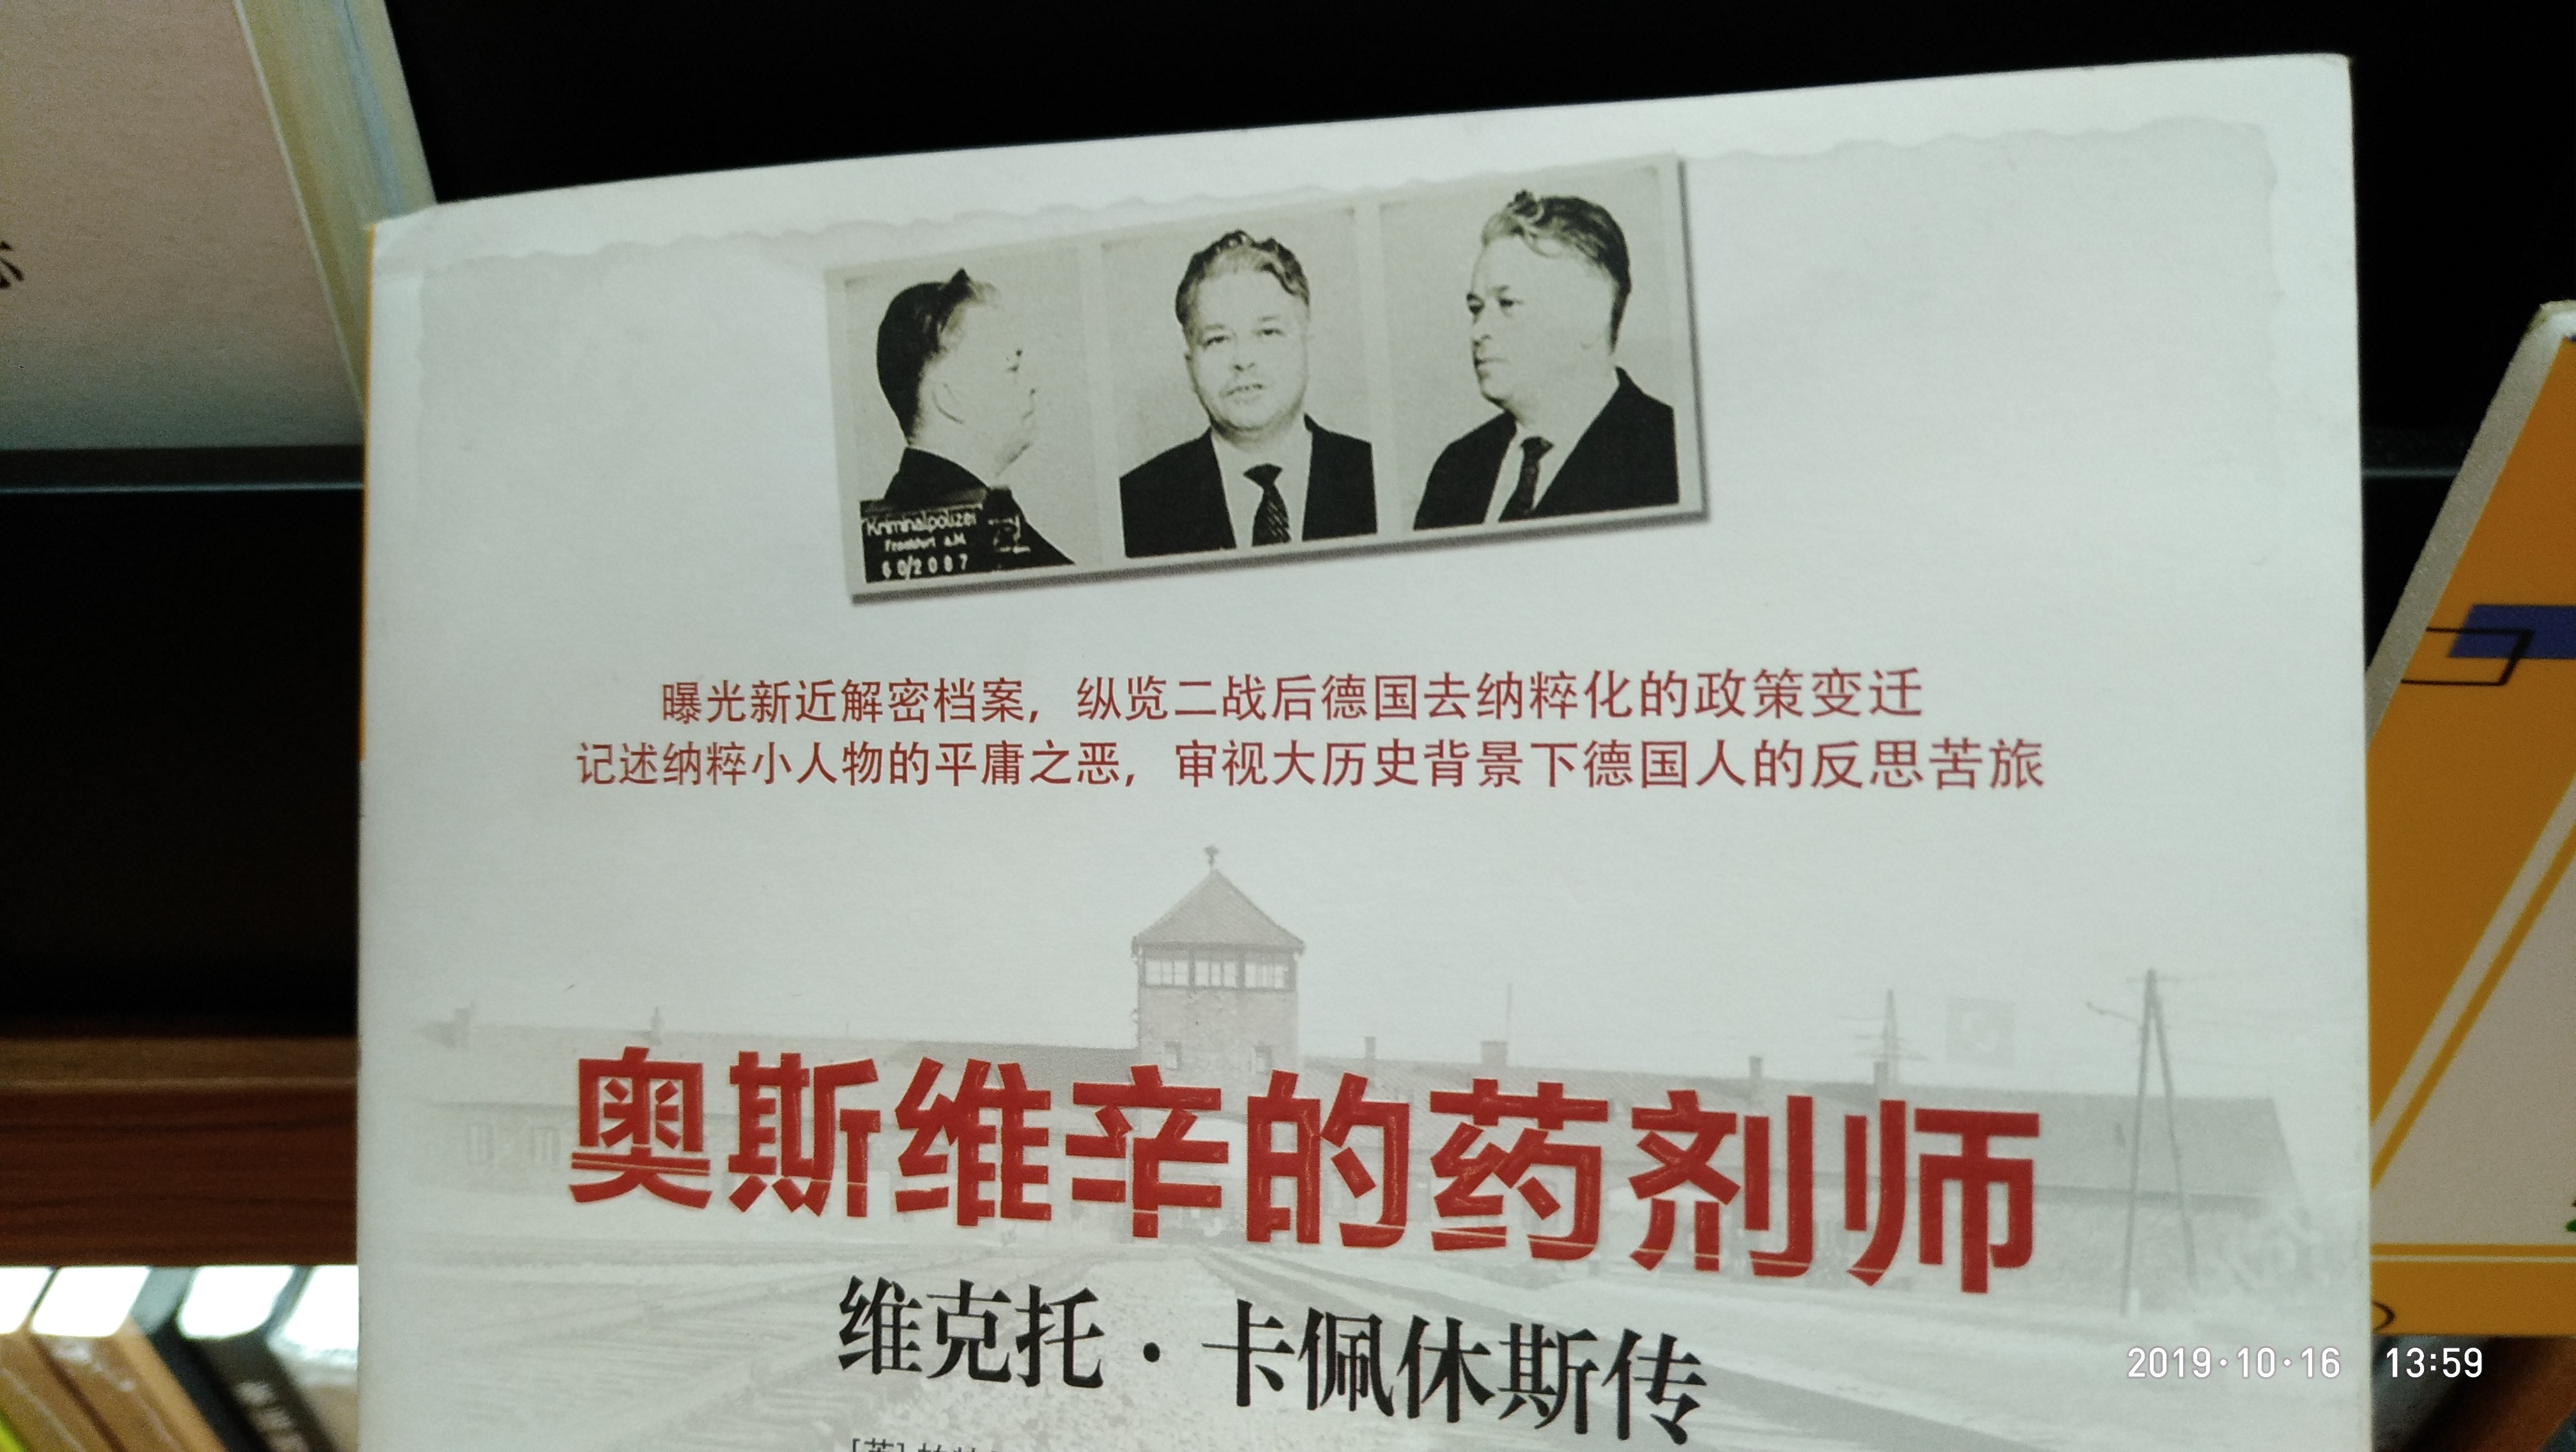 Kriminalpolizei
Frankfurt a.M.
60/2087
曝光新近解密档案，纵览二战后德国去纳粹化的政策变迁
记述纳粹小人物的平庸之恶，审视大历史背景下德国人的反思苦旅
奥斯维辛的药剂师
维克托·卡佩休斯传
2019·10·16 13:59